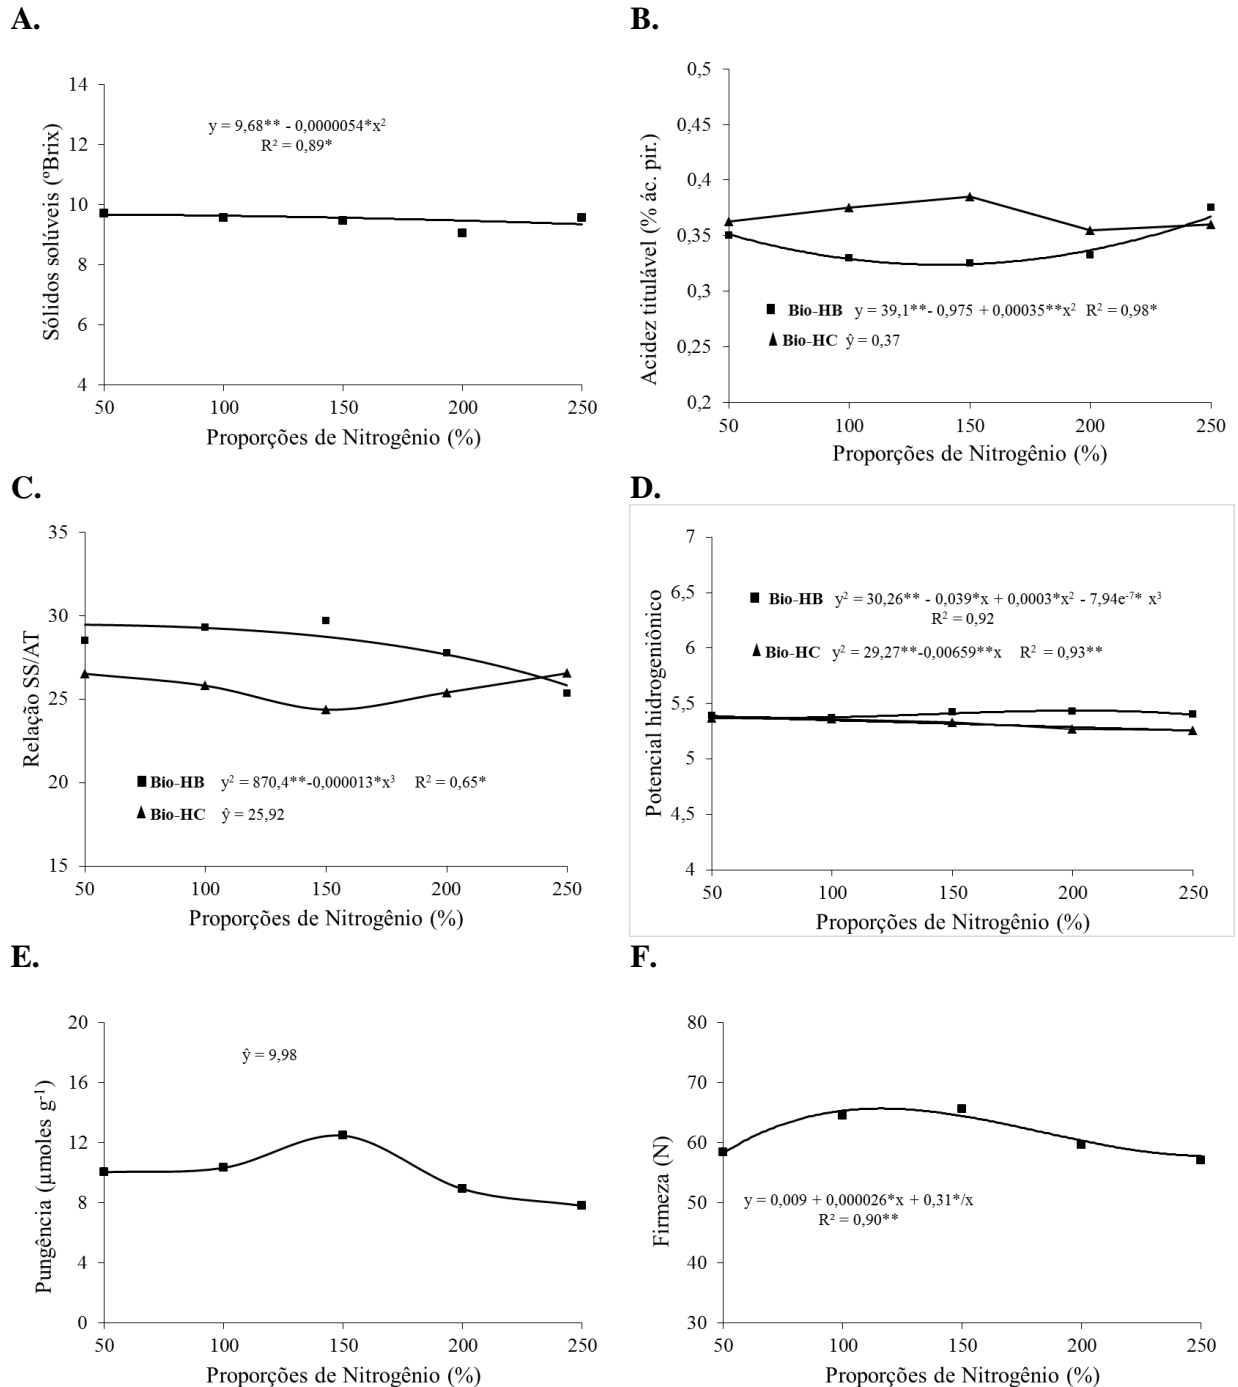 A.
Sólidos solúveis (ºBrix)
14
12
10
8
6
4
y = 9,68** - 0,0000054*x²
R² = 0,89*
50 100 150 200 250
Proporções de Nitrogênio (%)
B.
Acidez titulável (% ác. pir.)
0,5
0,45
0,4
0,35
0,3
0,25
0,2
Bio-HB y = 39,1**- 0,975 + 0,00035**x² R² = 0,98*
Bio-HC ŷ = 0,37
50 100 150 200 250
Proporções de Nitrogênio (%)
C.
Relação SS/AT
35
30
25
20
15
Bio-HB y² = 870,4**-0,000013*x³ R² = 0,65*
Bio-HC ŷ = 25,92
50 100 150 200 250
Proporções de Nitrogênio (%)
D.
Potencial hidrogeniônico
7
6,5
6
5,5
5
4,5
4
Bio-HB y² = 30,26** - 0,039*x + 0,0003*x² - 7,94e⁻⁷* x³
R² = 0,92
Bio-HC y² = 29,27**-0,00659**x R² = 0,93**
50 100 150 200 250
Proporções de Nitrogênio (%)
E.
Pungência (µmoles g⁻¹)
20
16
12
8
4
0
ŷ = 9,98
50 100 150 200 250
Proporções de Nitrogênio (%)
F.
Firmeza (N)
80
70
60
50
40
30
y = 0,009 + 0,000026*x + 0,31*/x
R² = 0,90**
50 100 150 200 250
Proporções de Nitrogênio (%)